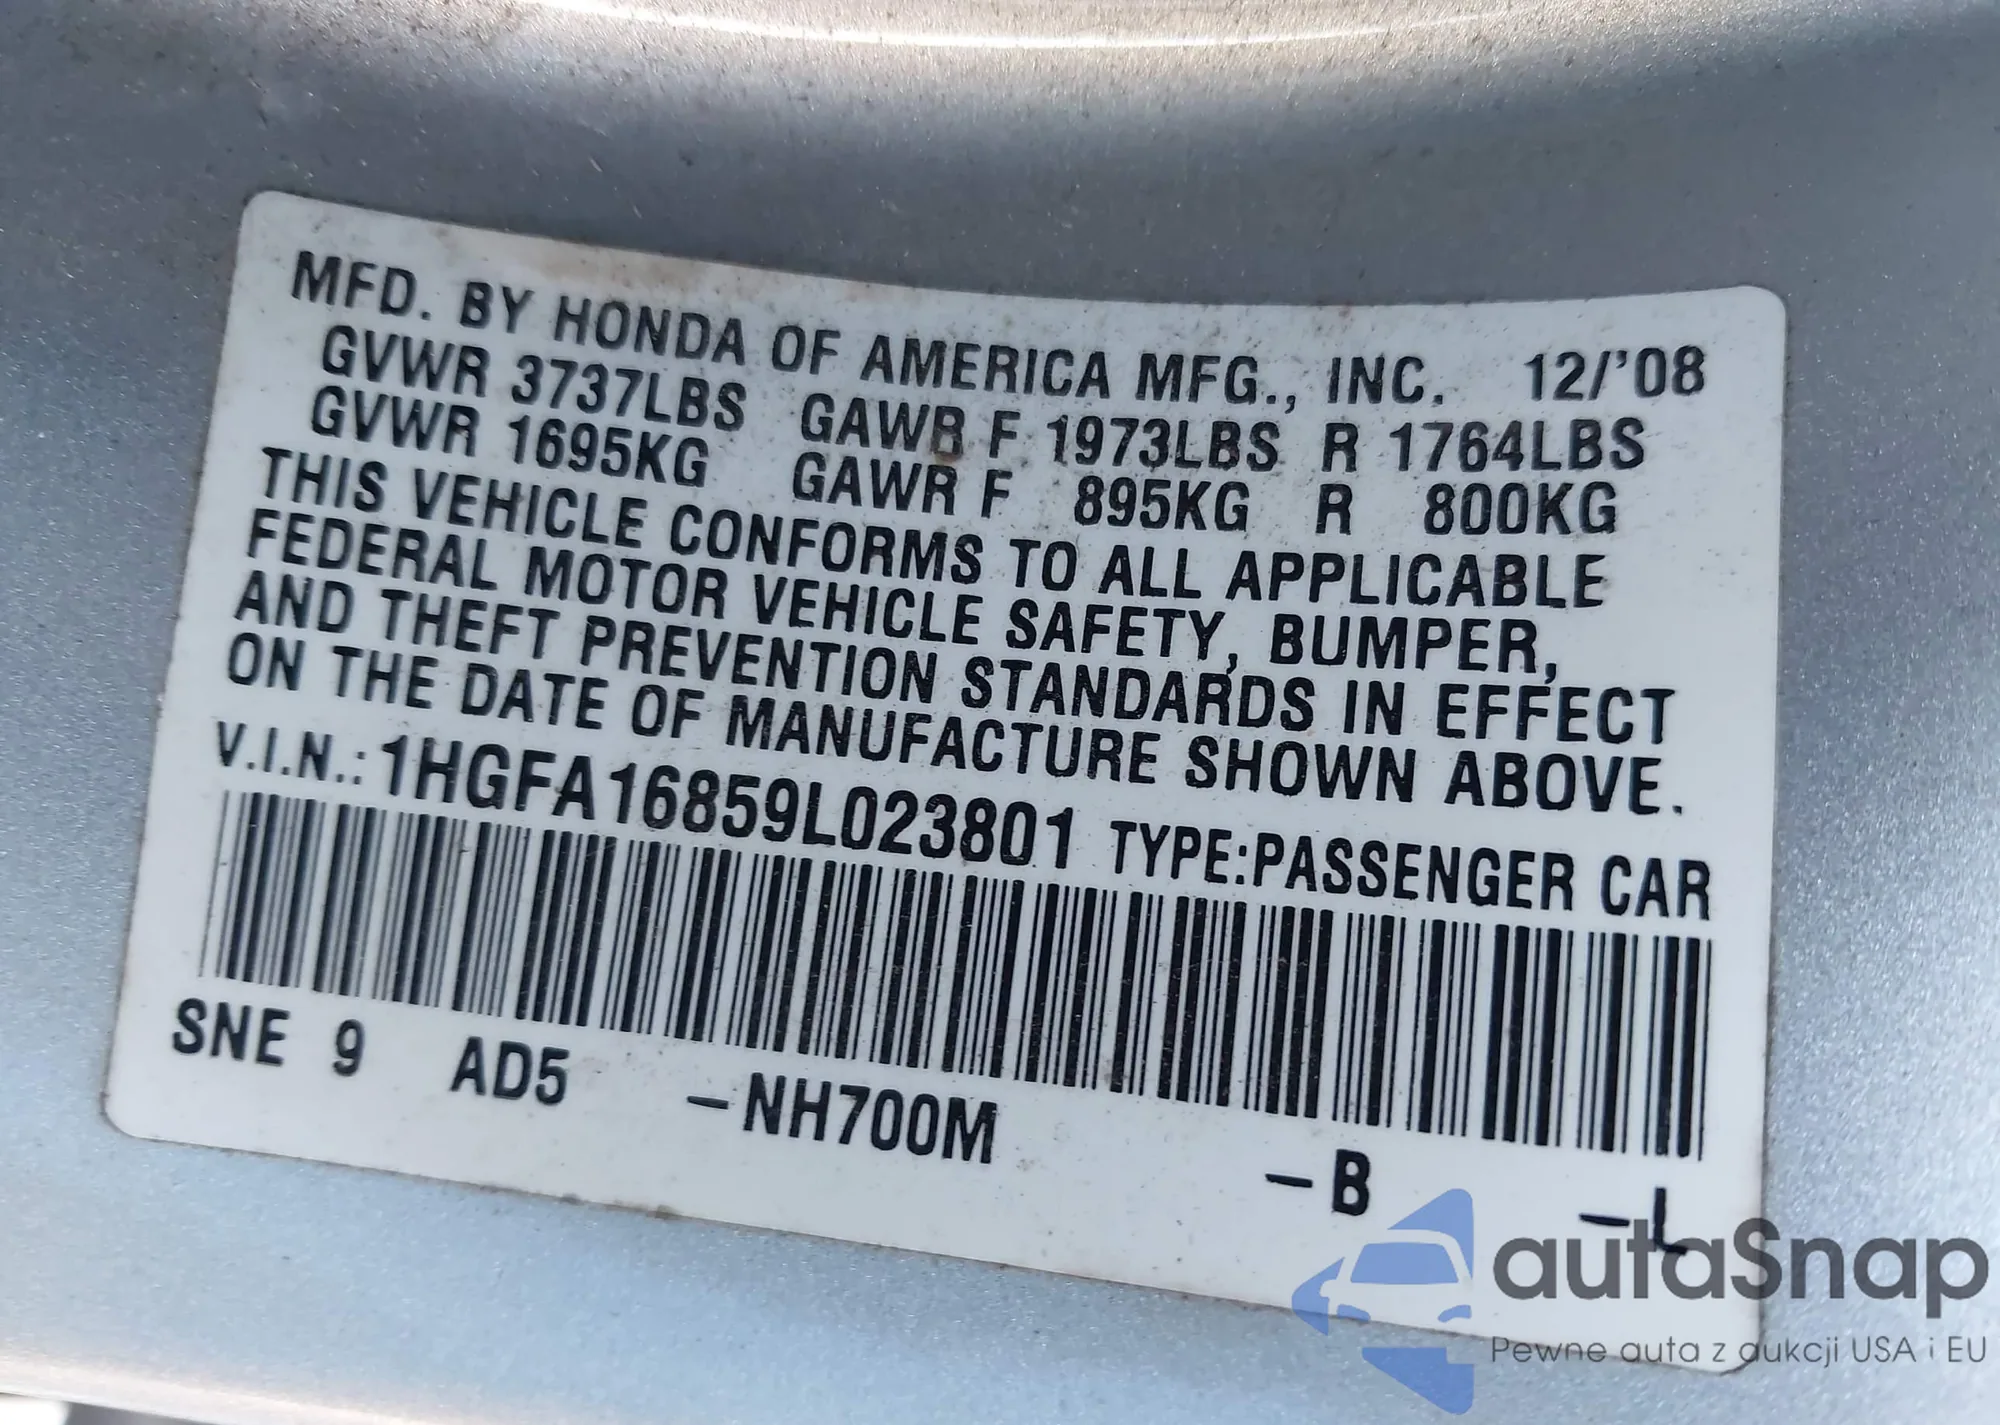 MFD. BY HONDA OF AMERICA MFG., INC. 12/'08
GVWR 3737LBS GAWR F 1973LBS R 1764LBS
GVWR 1695KG GAWR F 895KG R 800KG
THIS VEHICLE CONFORMS TO ALL APPLICABLE
FEDERAL MOTOR VEHICLE SAFETY, BUMPER,
AND THEFT PREVENTION STANDARDS IN EFFECT
ON THE DATE OF MANUFACTURE SHOWN ABOVE.
V.I.N.: 1HGFA16859L023801 TYPE:PASSENGER CAR
SNE 9 AD5 -NH700M -B -L
autaSnap
Pewne auta z aukcji USA i EU